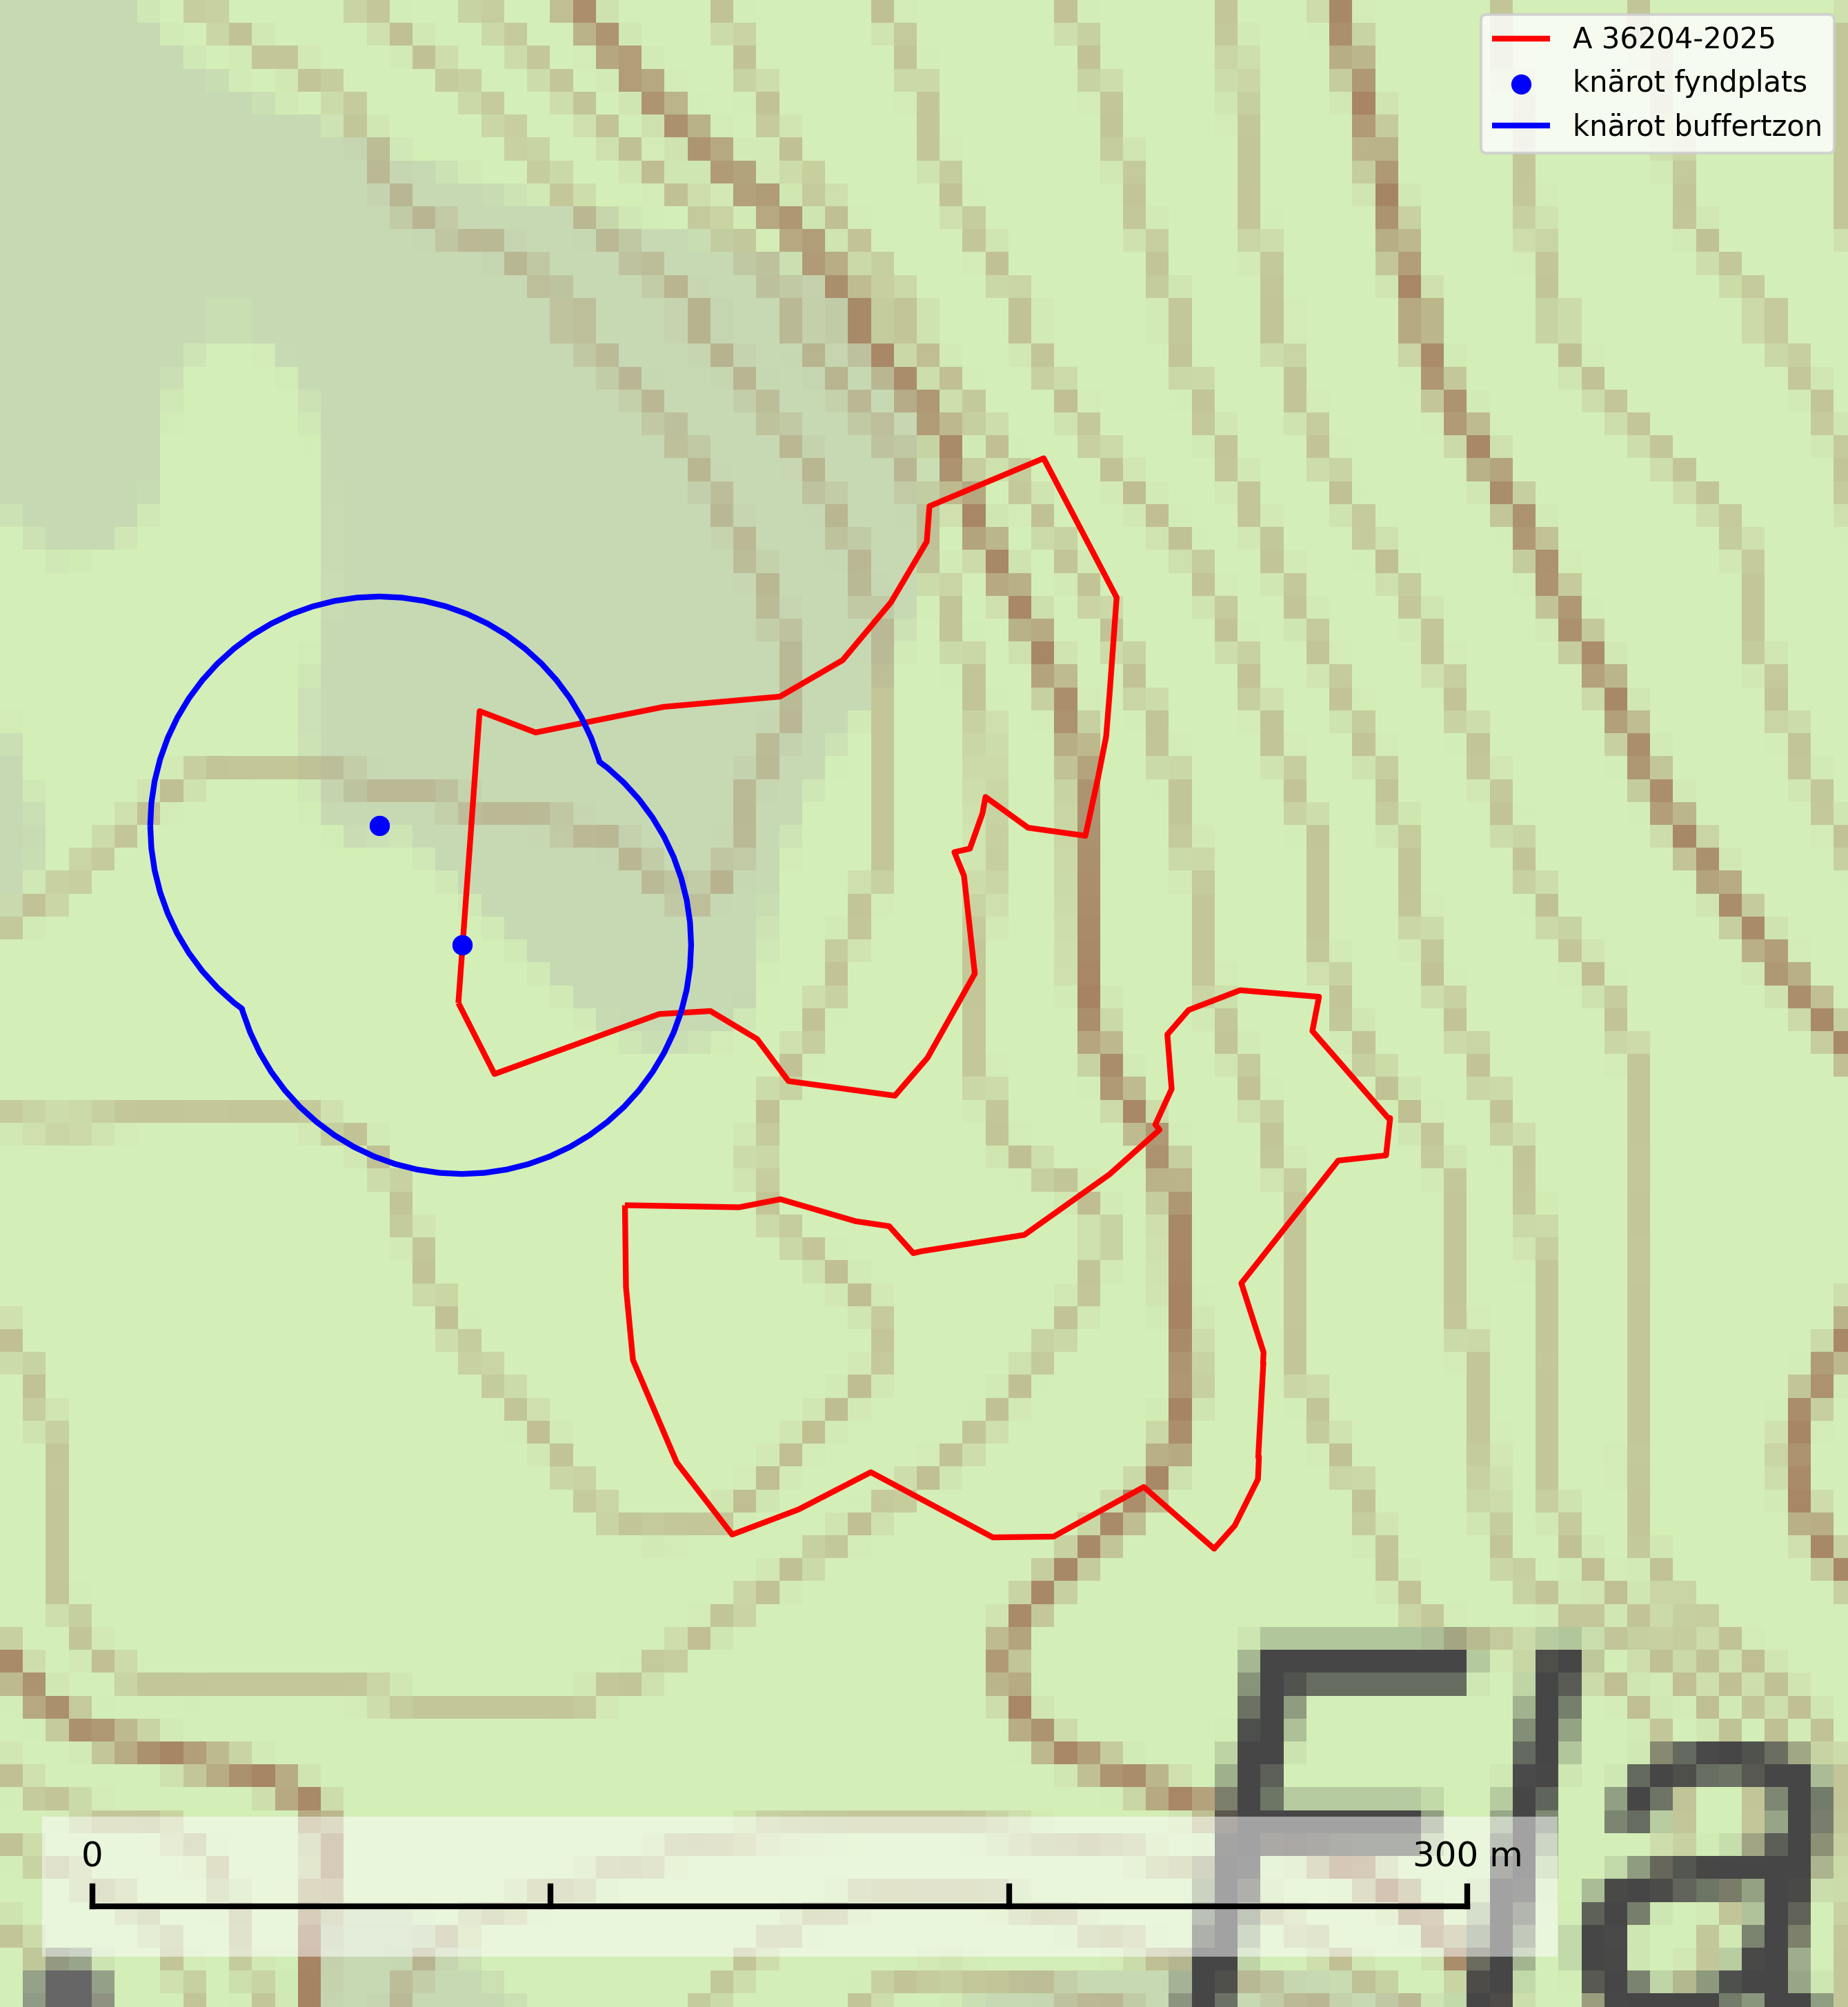 A 36204-2025
knärot fyndplats
knärot buffertzon
0 300 m